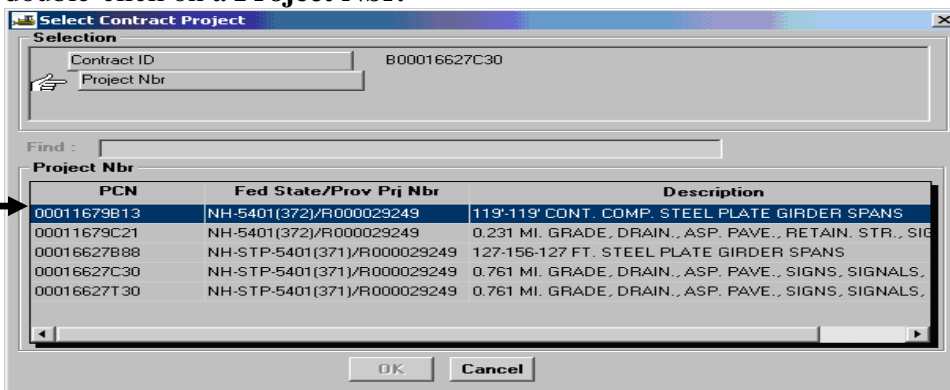 double-click on a Project Nbr.
Select Contract Project
Selection
Contract ID B00016627C30
Project Nbr
Find :
Project Nbr
PCN Fed State/Prov Prj Nbr Description
00011679B13 NH-5401(372)/R000029249 119'-119' CONT. COMP. STEEL PLATE GIRDER SPANS
00011679C21 NH-5401(372)/R000029249 0.231 MI. GRADE, DRAIN., ASP. PAVE., RETAIN. STR., SIG
00016627B88 NH-STP-5401(371)/R000029249 127-156-127 FT. STEEL PLATE GIRDER SPANS
00016627C30 NH-STP-5401(371)/R000029249 0.761 MI. GRADE, DRAIN., ASP. PAVE., SIGNS, SIGNALS,
00016627T30 NH-STP-5401(371)/R000029249 0.761 MI. GRADE, DRAIN., ASP. PAVE., SIGNS, SIGNALS,
OK Cancel